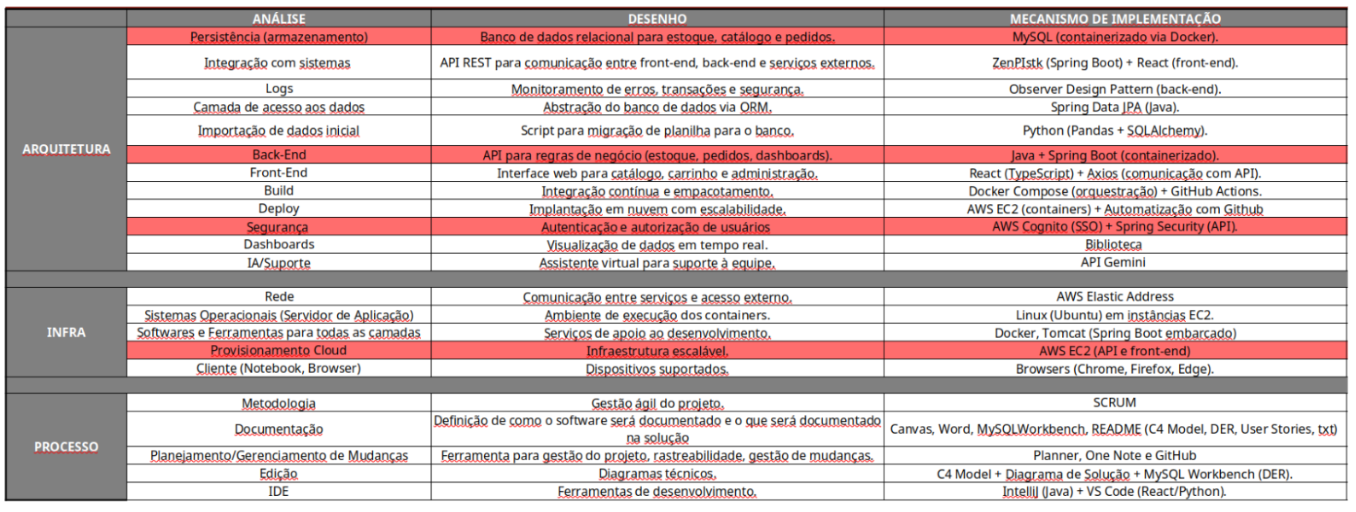 ANÁLISE DESENHO MECANISMO DE IMPLEMENTAÇÃO
Persistência (armazenamento) Banco de dados relacional para estoque, catálogo e pedidos. MySQL (containerizado via Docker).
Integração com sistemas API REST para comunicação entre front-end, back-end e serviços externos. ZenPIstk (Spring Boot) + React (front-end).
Logs Monitoramento de erros, transações e segurança. Observer Design Pattern (back-end).
Camada de acesso aos dados Abstração do banco de dados via ORM. Spring Data JPA (Java).
Importação de dados inicial Script para migração de planilha para o banco. Python (Pandas + SQLAlchemy).
ARQUITETURA
Back-End API para regras de negócio (estoque, pedidos, dashboards). Java + Spring Boot (containerizado).
Front-End Interface web para catálogo, carrinho e administração. React (TypeScript) + Axios (comunicação com API).
Build Integração contínua e empacotamento. Docker Compose (orquestração) + GitHub Actions.
Deploy Implantação em nuvem com escalabilidade. AWS EC2 (containers) + Automatização com Github
Segurança Autenticação e autorização de usuários AWS Cognito (SSO) + Spring Security (API).
Dashboards Visualização de dados em tempo real. Biblioteca
IA/Suporte Assistente virtual para suporte à equipe. API Gemini
Rede Comunicação entre serviços e acesso externo. AWS Elastic Address
Sistemas Operacionais (Servidor de Aplicação) Ambiente de execução dos containers. Linux (Ubuntu) em instâncias EC2.
INFRA Softwares e Ferramentas para todas as camadas Serviços de apoio ao desenvolvimento. Docker, Tomcat (Spring Boot embarcado)
Provisionamento Cloud Infraestrutura escalável. AWS EC2 (API e front-end)
Cliente (Notebook, Browser) Dispositivos suportados. Browsers (Chrome, Firefox, Edge).
Metodologia Gestão ágil do projeto. SCRUM
Documentação Definição de como o software será documentado e o que será documentado
na solução Canvas, Word, MySQLWorkbench, README (C4 Model, DER, User Stories, txt)
PROCESSO
Planejamento/Gerenciamento de Mudanças Ferramenta para gestão do projeto, rastreabilidade, gestão de mudanças. Planner, One Note e GitHub
Edição Diagramas técnicos. C4 Model + Diagrama de Solução + MySQL Workbench (DER).
IDE Ferramentas de desenvolvimento. IntelliJ (Java) + VS Code (React/Python).